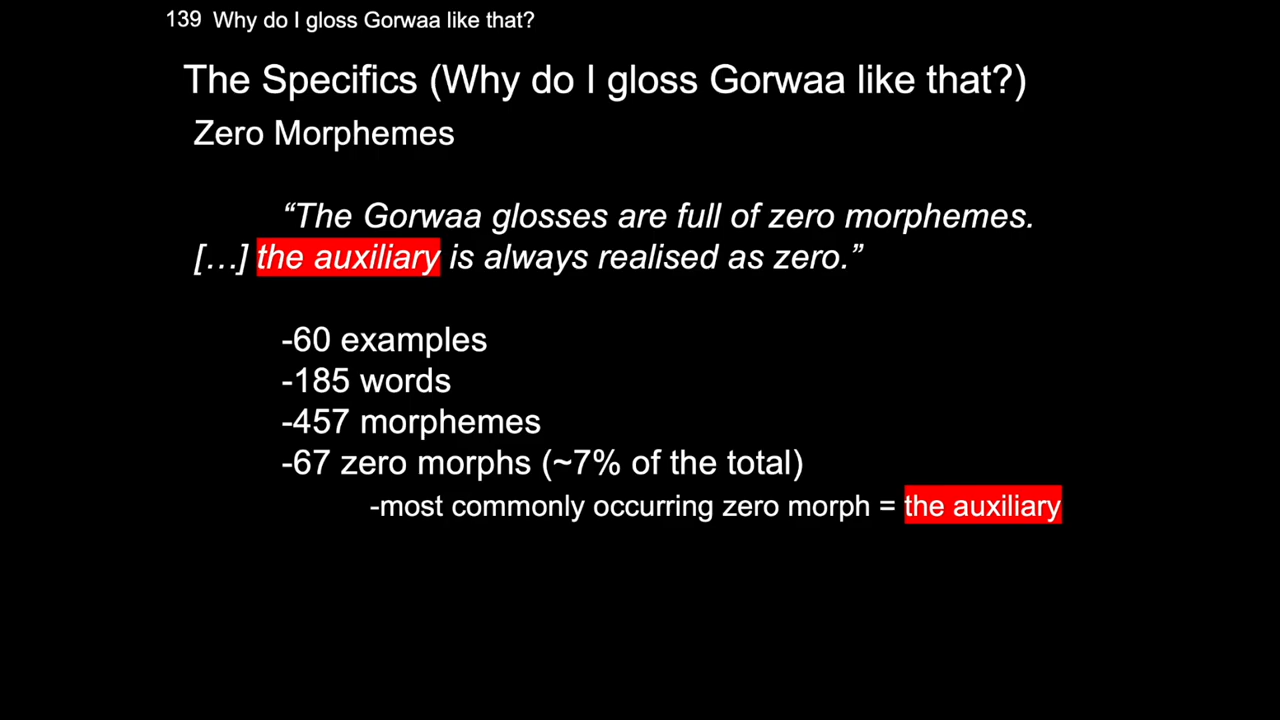 139 Why do I gloss Gorwaa like that?
The Specifics (Why do I gloss Gorwaa like that?)
Zero Morphemes
“The Gorwaa glosses are full of zero morphemes.
[…] the auxiliary is always realised as zero.”
-60 examples
-185 words
-457 morphemes
-67 zero morphs (~7% of the total)
-most commonly occurring zero morph = the auxiliary